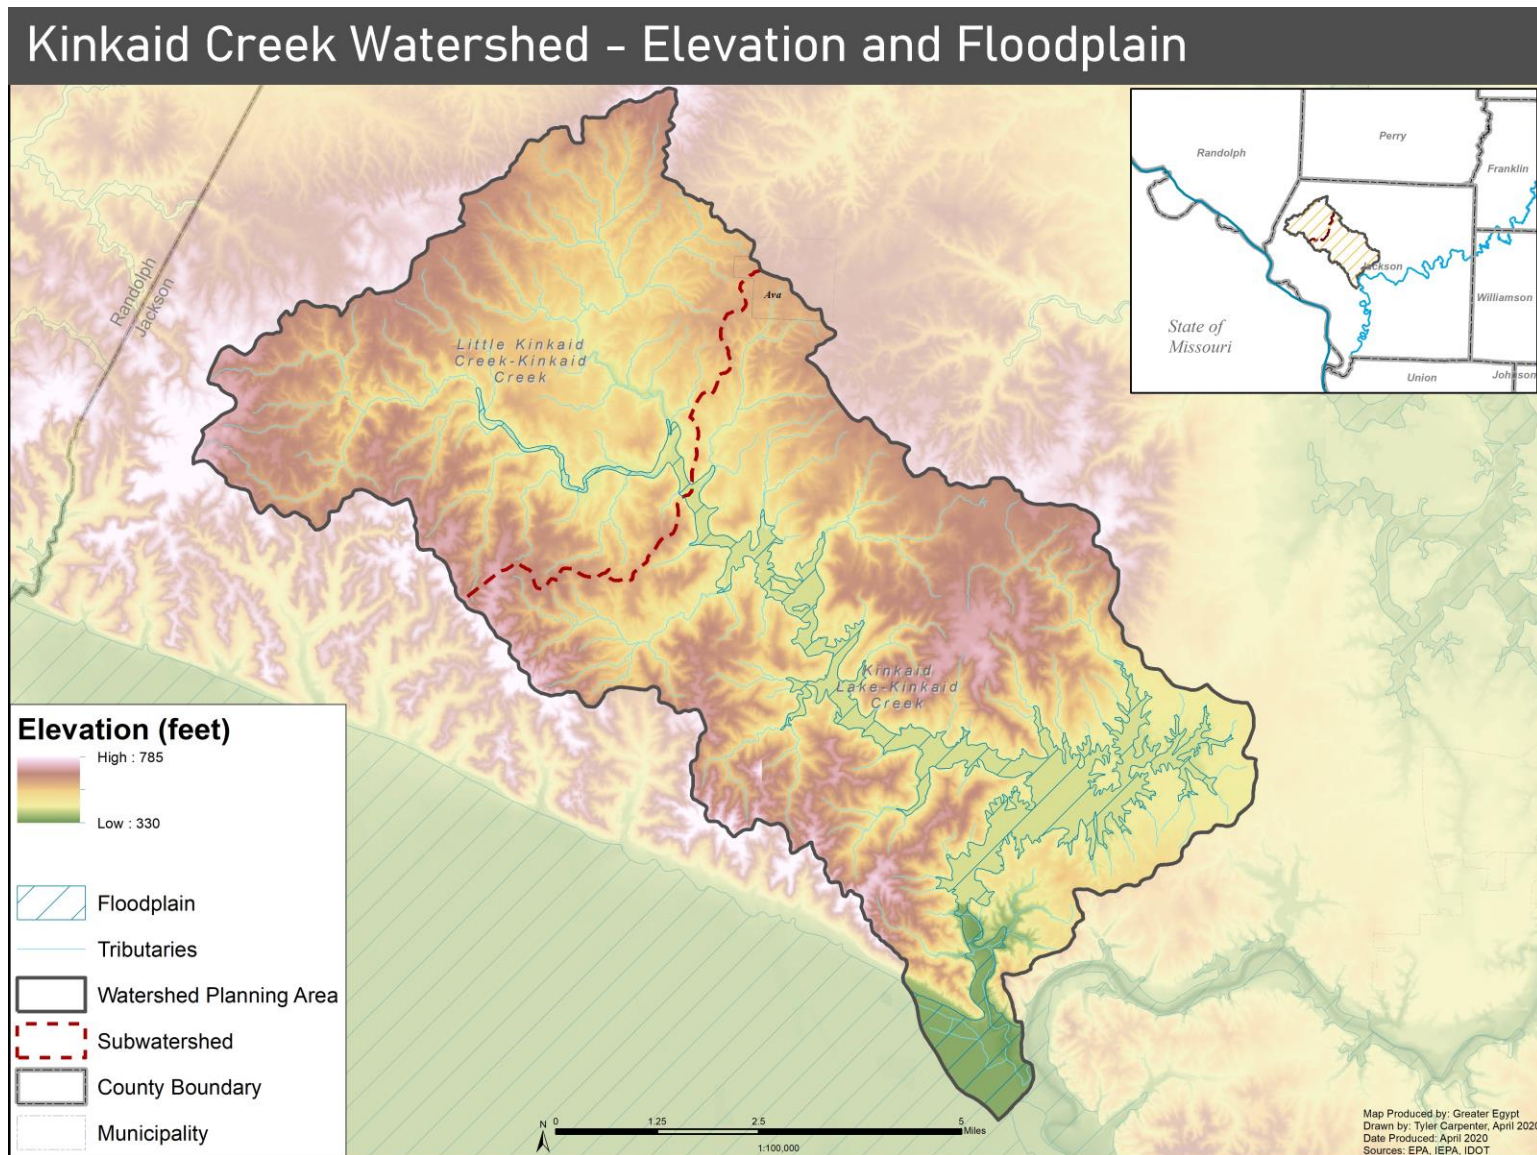 Kinkaid Creek Watershed - Elevation and Floodplain
Randolph
Jackson
Ava
Little Kinkaid
Creek-Kinkaid
Creek
Kinkaid
Lake-Kinkaid
Creek
Randolph
Perry
Franklin
Jackson
Williamson
State of
Missouri
Union
Johnson
Elevation (feet)
High : 785
Low : 330
Floodplain
Tributaries
Watershed Planning Area
Subwatershed
County Boundary
Municipality
N
0 1.25 2.5 5
Miles
1:100,000
Map Produced by: Greater Egypt
Drawn by: Tyler Carpenter, April 2020
Date Produced: April 2020
Sources: EPA, IEPA, IDOT